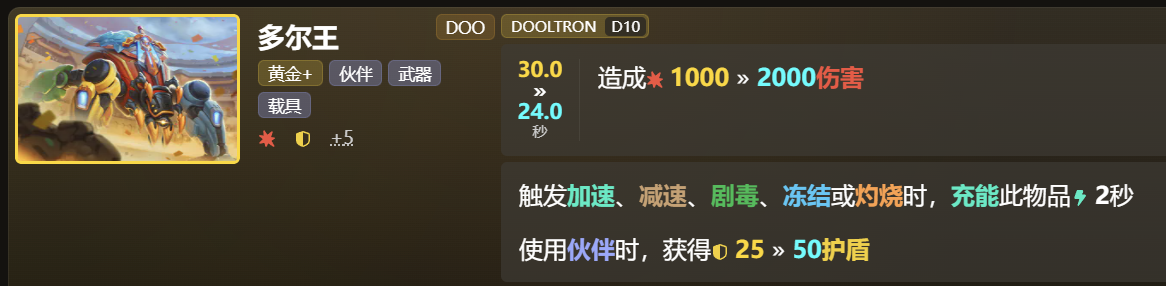 多尔王
DOO
黄金+ 伙伴 武器
载具
+5
DOOLTRON D10
30.0
»
24.0
秒
造成 1000 » 2000伤害
触发加速、减速、剧毒、冻结或灼烧时，充能此物品 2秒
使用伙伴时，获得 25 » 50护盾